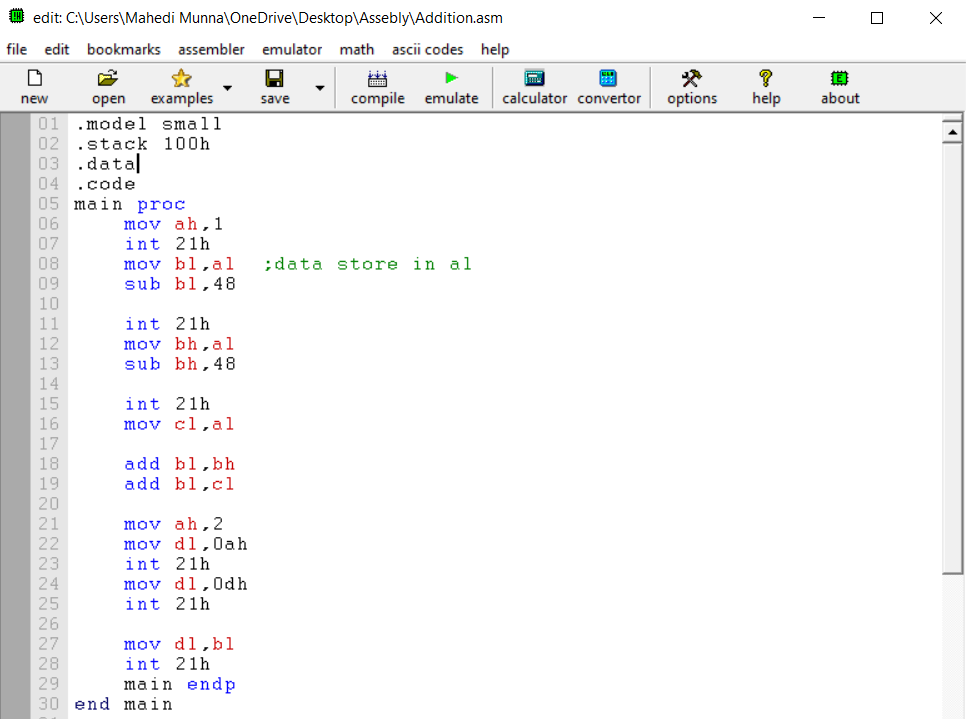 edit: C:\Users\Mahedi Munna\OneDrive\Desktop\Assebly\Addition.asm
file edit bookmarks assembler emulator math ascii codes help
new open examples save compile emulate calculator convertor options help about
01 .model small
02 .stack 100h
03 .data
04 .code
05 main proc
06 mov ah,1
07 int 21h
08 mov bl,al ;data store in al
09 sub bl,48
10
11 int 21h
12 mov bh,al
13 sub bh,48
14
15 int 21h
16 mov cl,al
17
18 add bl,bh
19 add bl,cl
20
21 mov ah,2
22 mov dl,0ah
23 int 21h
24 mov dl,0dh
25 int 21h
26
27 mov dl,bl
28 int 21h
29 main endp
30 end main